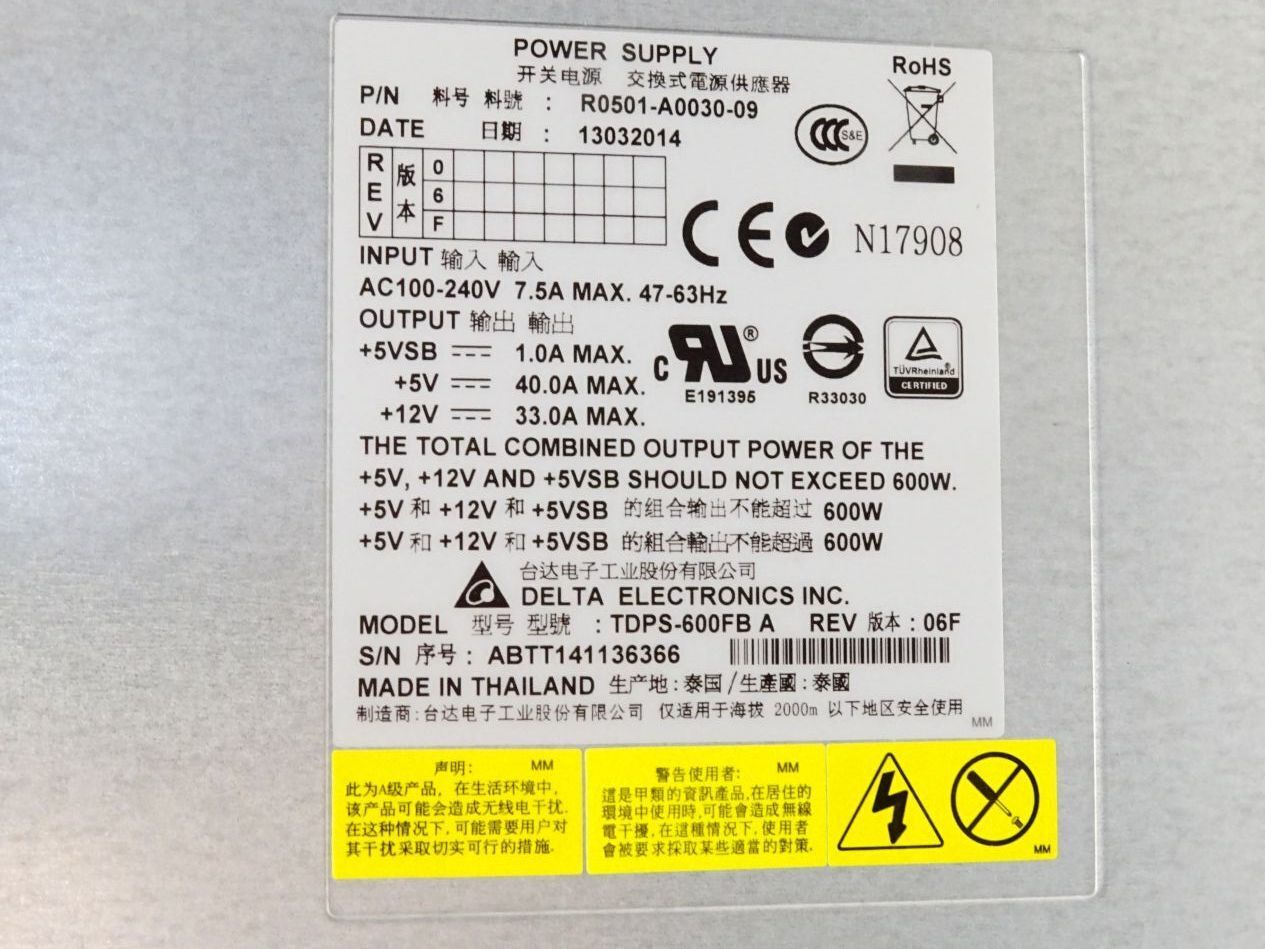 POWER SUPPLY
开关电源 交換式電源供應器
P/N 料号 料號 : R0501-A0030-09
DATE 日期 : 13032014
RoHS
CCC S&E
REV 版本 0
6
F
CE N17908
INPUT 输入 輸入
AC100-240V 7.5A MAX. 47-63Hz
OUTPUT 输出 輸出
+5VSB 1.0A MAX.
+5V 40.0A MAX.
+12V 33.0A MAX.
c RU US ®
E191395
R33030
TÜVRheinland®
CERTIFIED
THE TOTAL COMBINED OUTPUT POWER OF THE
+5V, +12V AND +5VSB SHOULD NOT EXCEED 600W.
+5V 和 +12V 和 +5VSB 的组合输出不能超过 600W
+5V 和 +12V 和 +5VSB 的組合輸出不能超過 600W
台达电子工业股份有限公司
DELTA ELECTRONICS INC.
MODEL 型号 型號 : TDPS-600FB A REV 版本 : 06F
S/N 序号 : ABTT141136366
MADE IN THAILAND 生产地 : 泰国 / 生產國 : 泰國
制造商 : 台达电子工业股份有限公司 仅适用于海拔 2000m 以下地区安全使用
MM
声明: MM
此为A级产品, 在生活环境中,
该产品可能会造成无线电干扰.
在这种情况下, 可能需要用户对
其干扰采取切实可行的措施.
警告使用者: MM
這是甲類的資訊產品, 在居住的
環境中使用時, 可能會造成無線
電干擾, 在這種情況下, 使用者
會被要求採取某些適當的對策.
MM